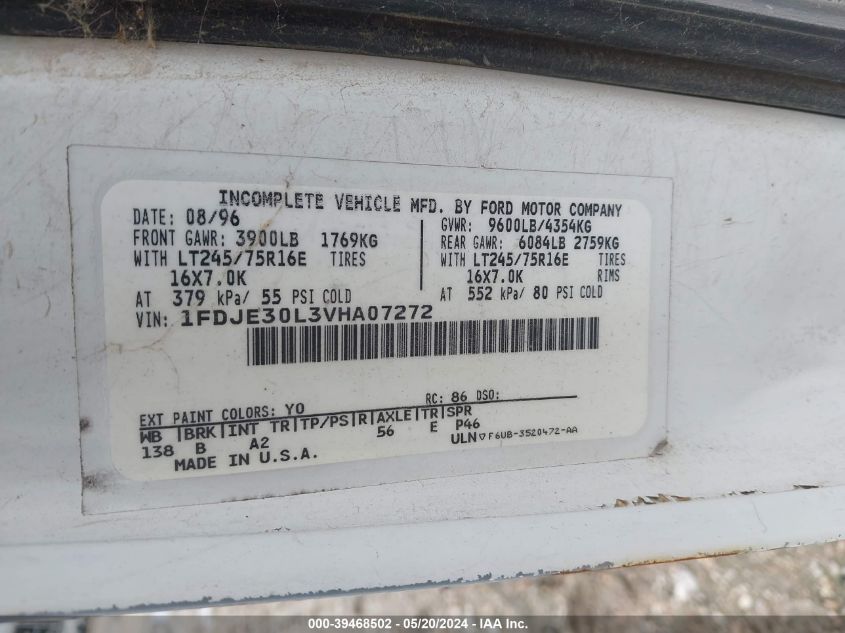 INCOMPLETE VEHICLE MFD. BY FORD MOTOR COMPANY
DATE: 08/96 GVWR: 9600LB/4354KG
FRONT GAWR: 3900LB 1769KG REAR GAWR: 6084LB 2759KG
WITH LT245/75R16E TIRES WITH LT245/75R16E TIRES
16X7.0K 16X7.0K RIMS
AT 379 kPa/ 55 PSI COLD AT 552 kPa/ 80 PSI COLD
VIN: 1FDJE30L3VHA07272
EXT PAINT COLORS: YO RC: 86 DSO:
WB |BRK|INT TR|TP/PS|R|AXLE|TR|SPR
138 B A2 56 E P46
MADE IN U.S.A. ULN▽F6UB-3520472-AA
000-39468502 - 05/20/2024 - IAA Inc.